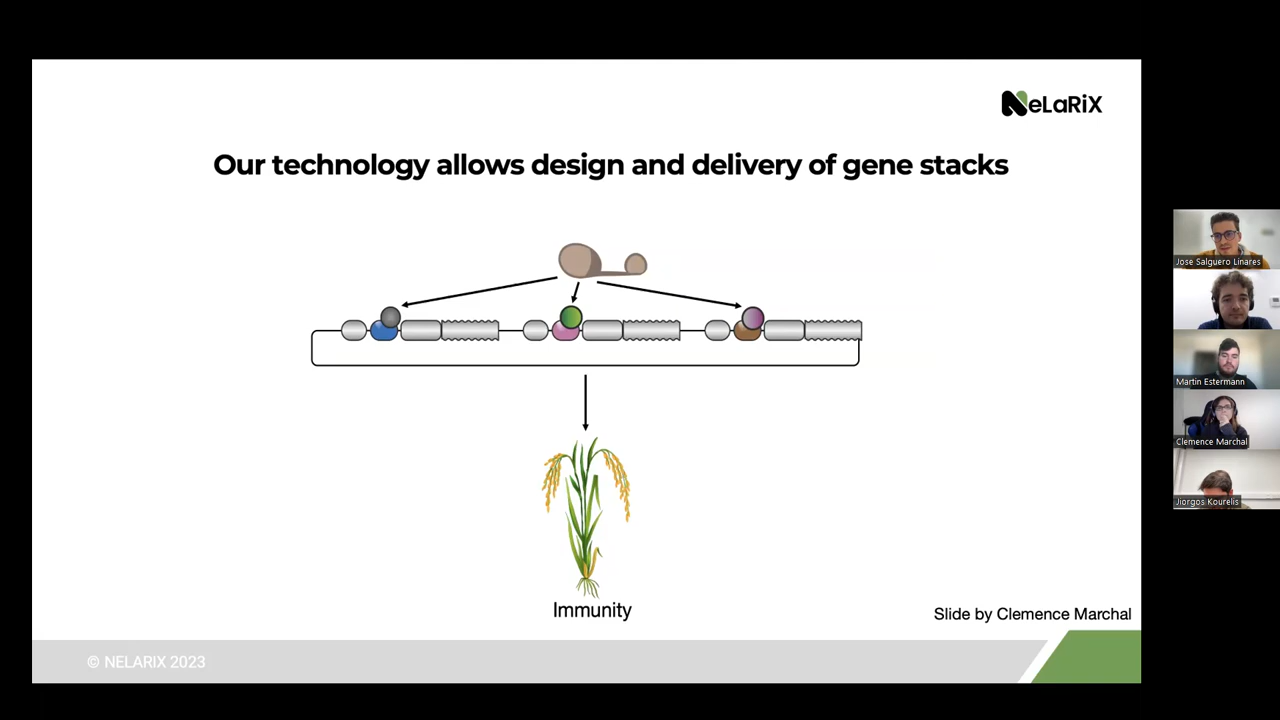 NeLaRiX
Our technology allows design and delivery of gene stacks
Immunity
Slide by Clemence Marchal
© NELARIX 2023
Jose Salguero Linares
Martin Estermann
Clemence Marchal
Jiorgos Kourelis